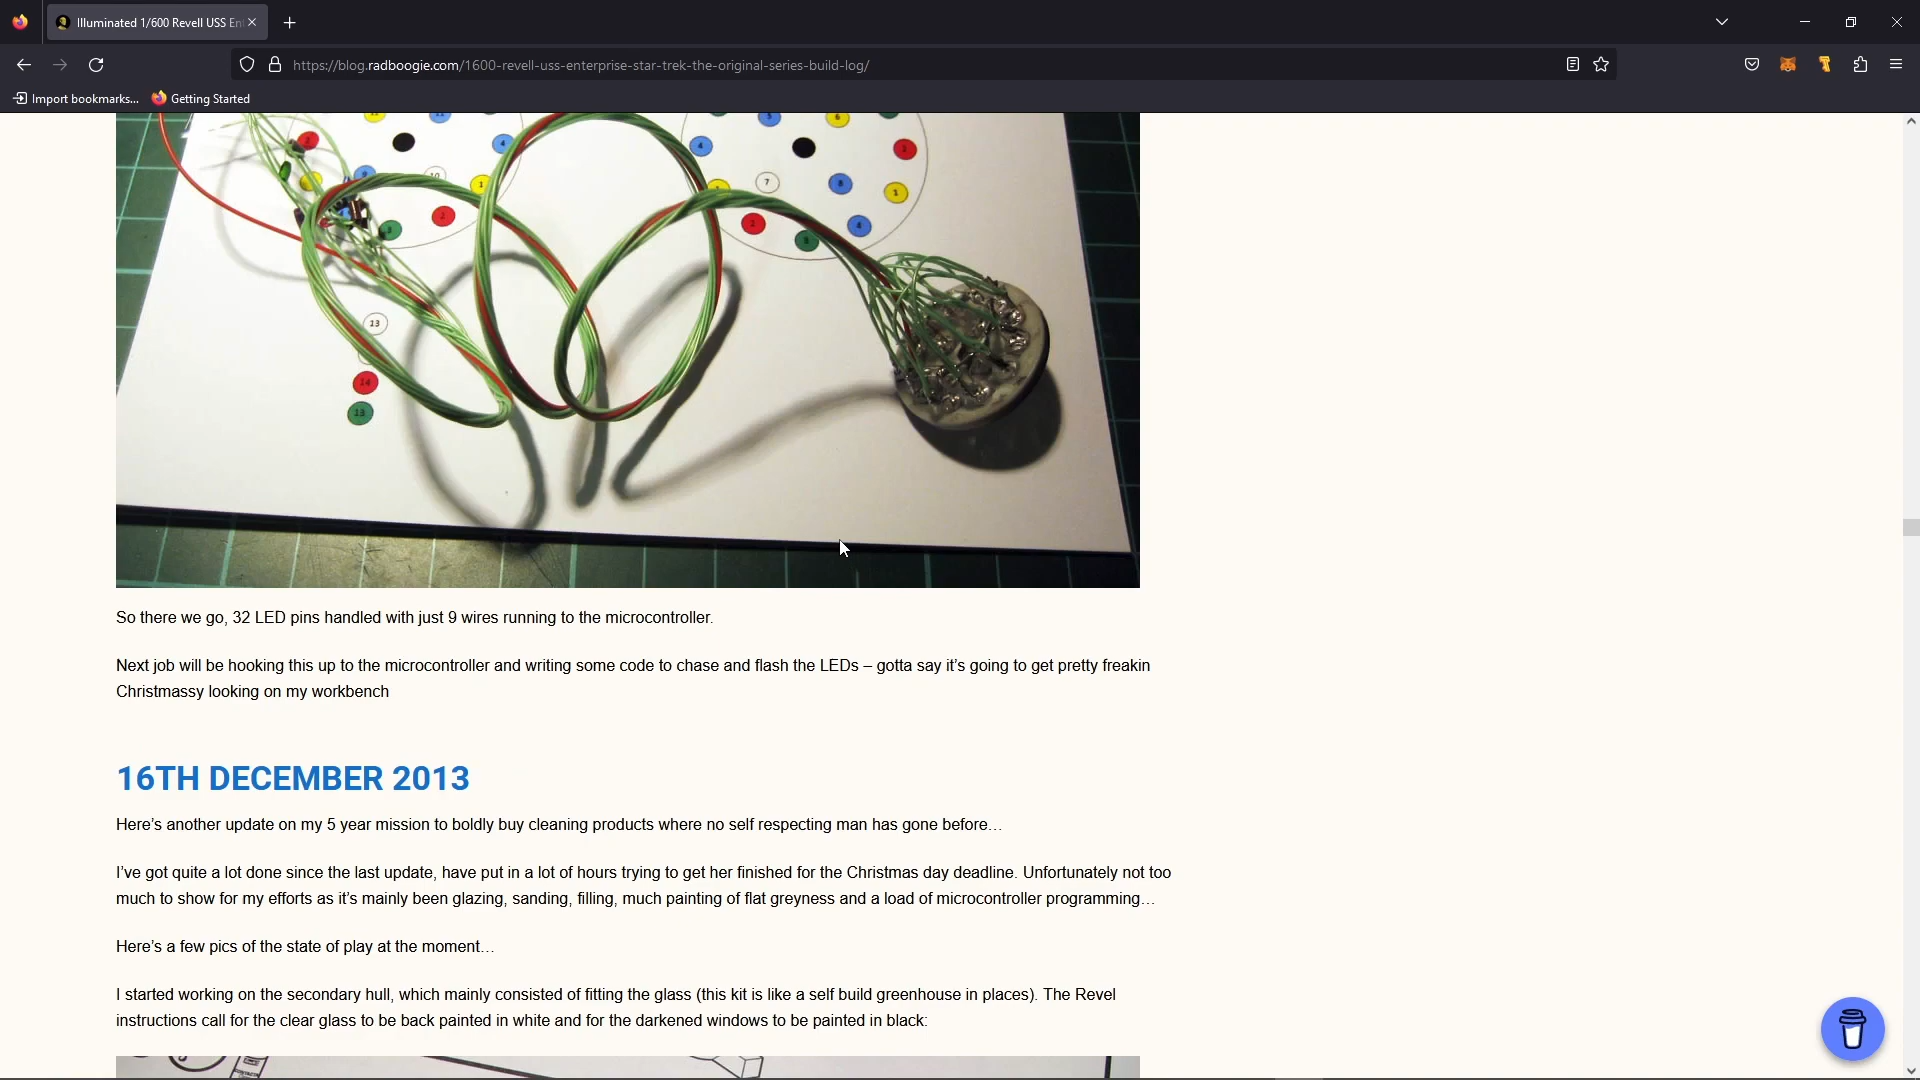 Illuminated 1/600 Revell USS En
https://blog.radboogie.com/1600-revell-uss-enterprise-star-trek-the-original-series-build-log/
Import bookmarks... Getting Started
So there we go, 32 LED pins handled with just 9 wires running to the microcontroller.
Next job will be hooking this up to the microcontroller and writing some code to chase and flash the LEDs – gotta say it’s going to get pretty freakin
Christmassy looking on my workbench
16TH DECEMBER 2013
Here’s another update on my 5 year mission to boldly buy cleaning products where no self respecting man has gone before…
I’ve got quite a lot done since the last update, have put in a lot of hours trying to get her finished for the Christmas day deadline. Unfortunately not too
much to show for my efforts as it’s mainly been glazing, sanding, filling, much painting of flat greyness and a load of microcontroller programming…
Here’s a few pics of the state of play at the moment…
I started working on the secondary hull, which mainly consisted of fitting the glass (this kit is like a self build greenhouse in places). The Revel
instructions call for the clear glass to be back painted in white and for the darkened windows to be painted in black: